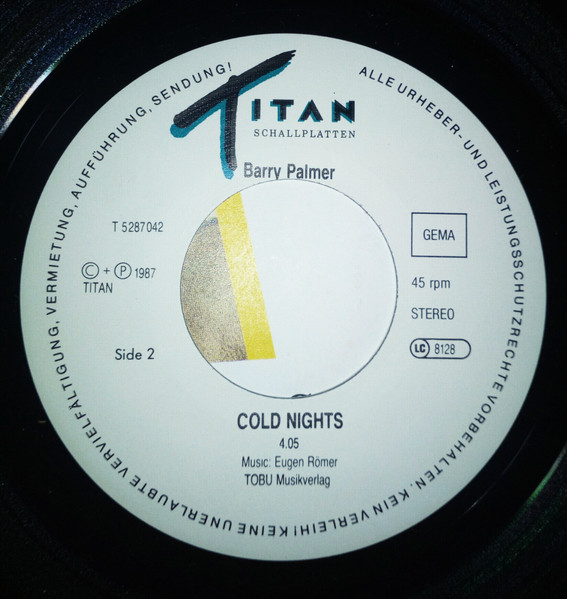 TITAN
SCHALLPLATTEN
Barry Palmer
T 5287042
Ⓒ + Ⓟ 1987
TITAN
Side 2
GEMA
45 rpm
STEREO
LC 8128
COLD NIGHTS
4.05
Music: Eugen Römer
TOBU Musikverlag
ALLE URHEBER- UND LEISTUNGSSCHUTZRECHTE VORBEHALTEN. KEIN VERLEIH! KEINE UNERLAUBTE VERVIELFÄLTIGUNG, VERMIETUNG, AUFFÜHRUNG, SENDUNG!